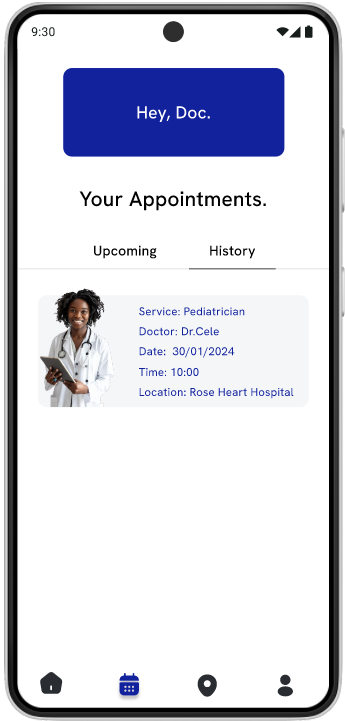 9:30
Hey, Doc.
Your Appointments.
Upcoming History
Service: Pediatrician
Doctor: Dr.Cele
Date: 30/01/2024
Time: 10:00
Location: Rose Heart Hospital